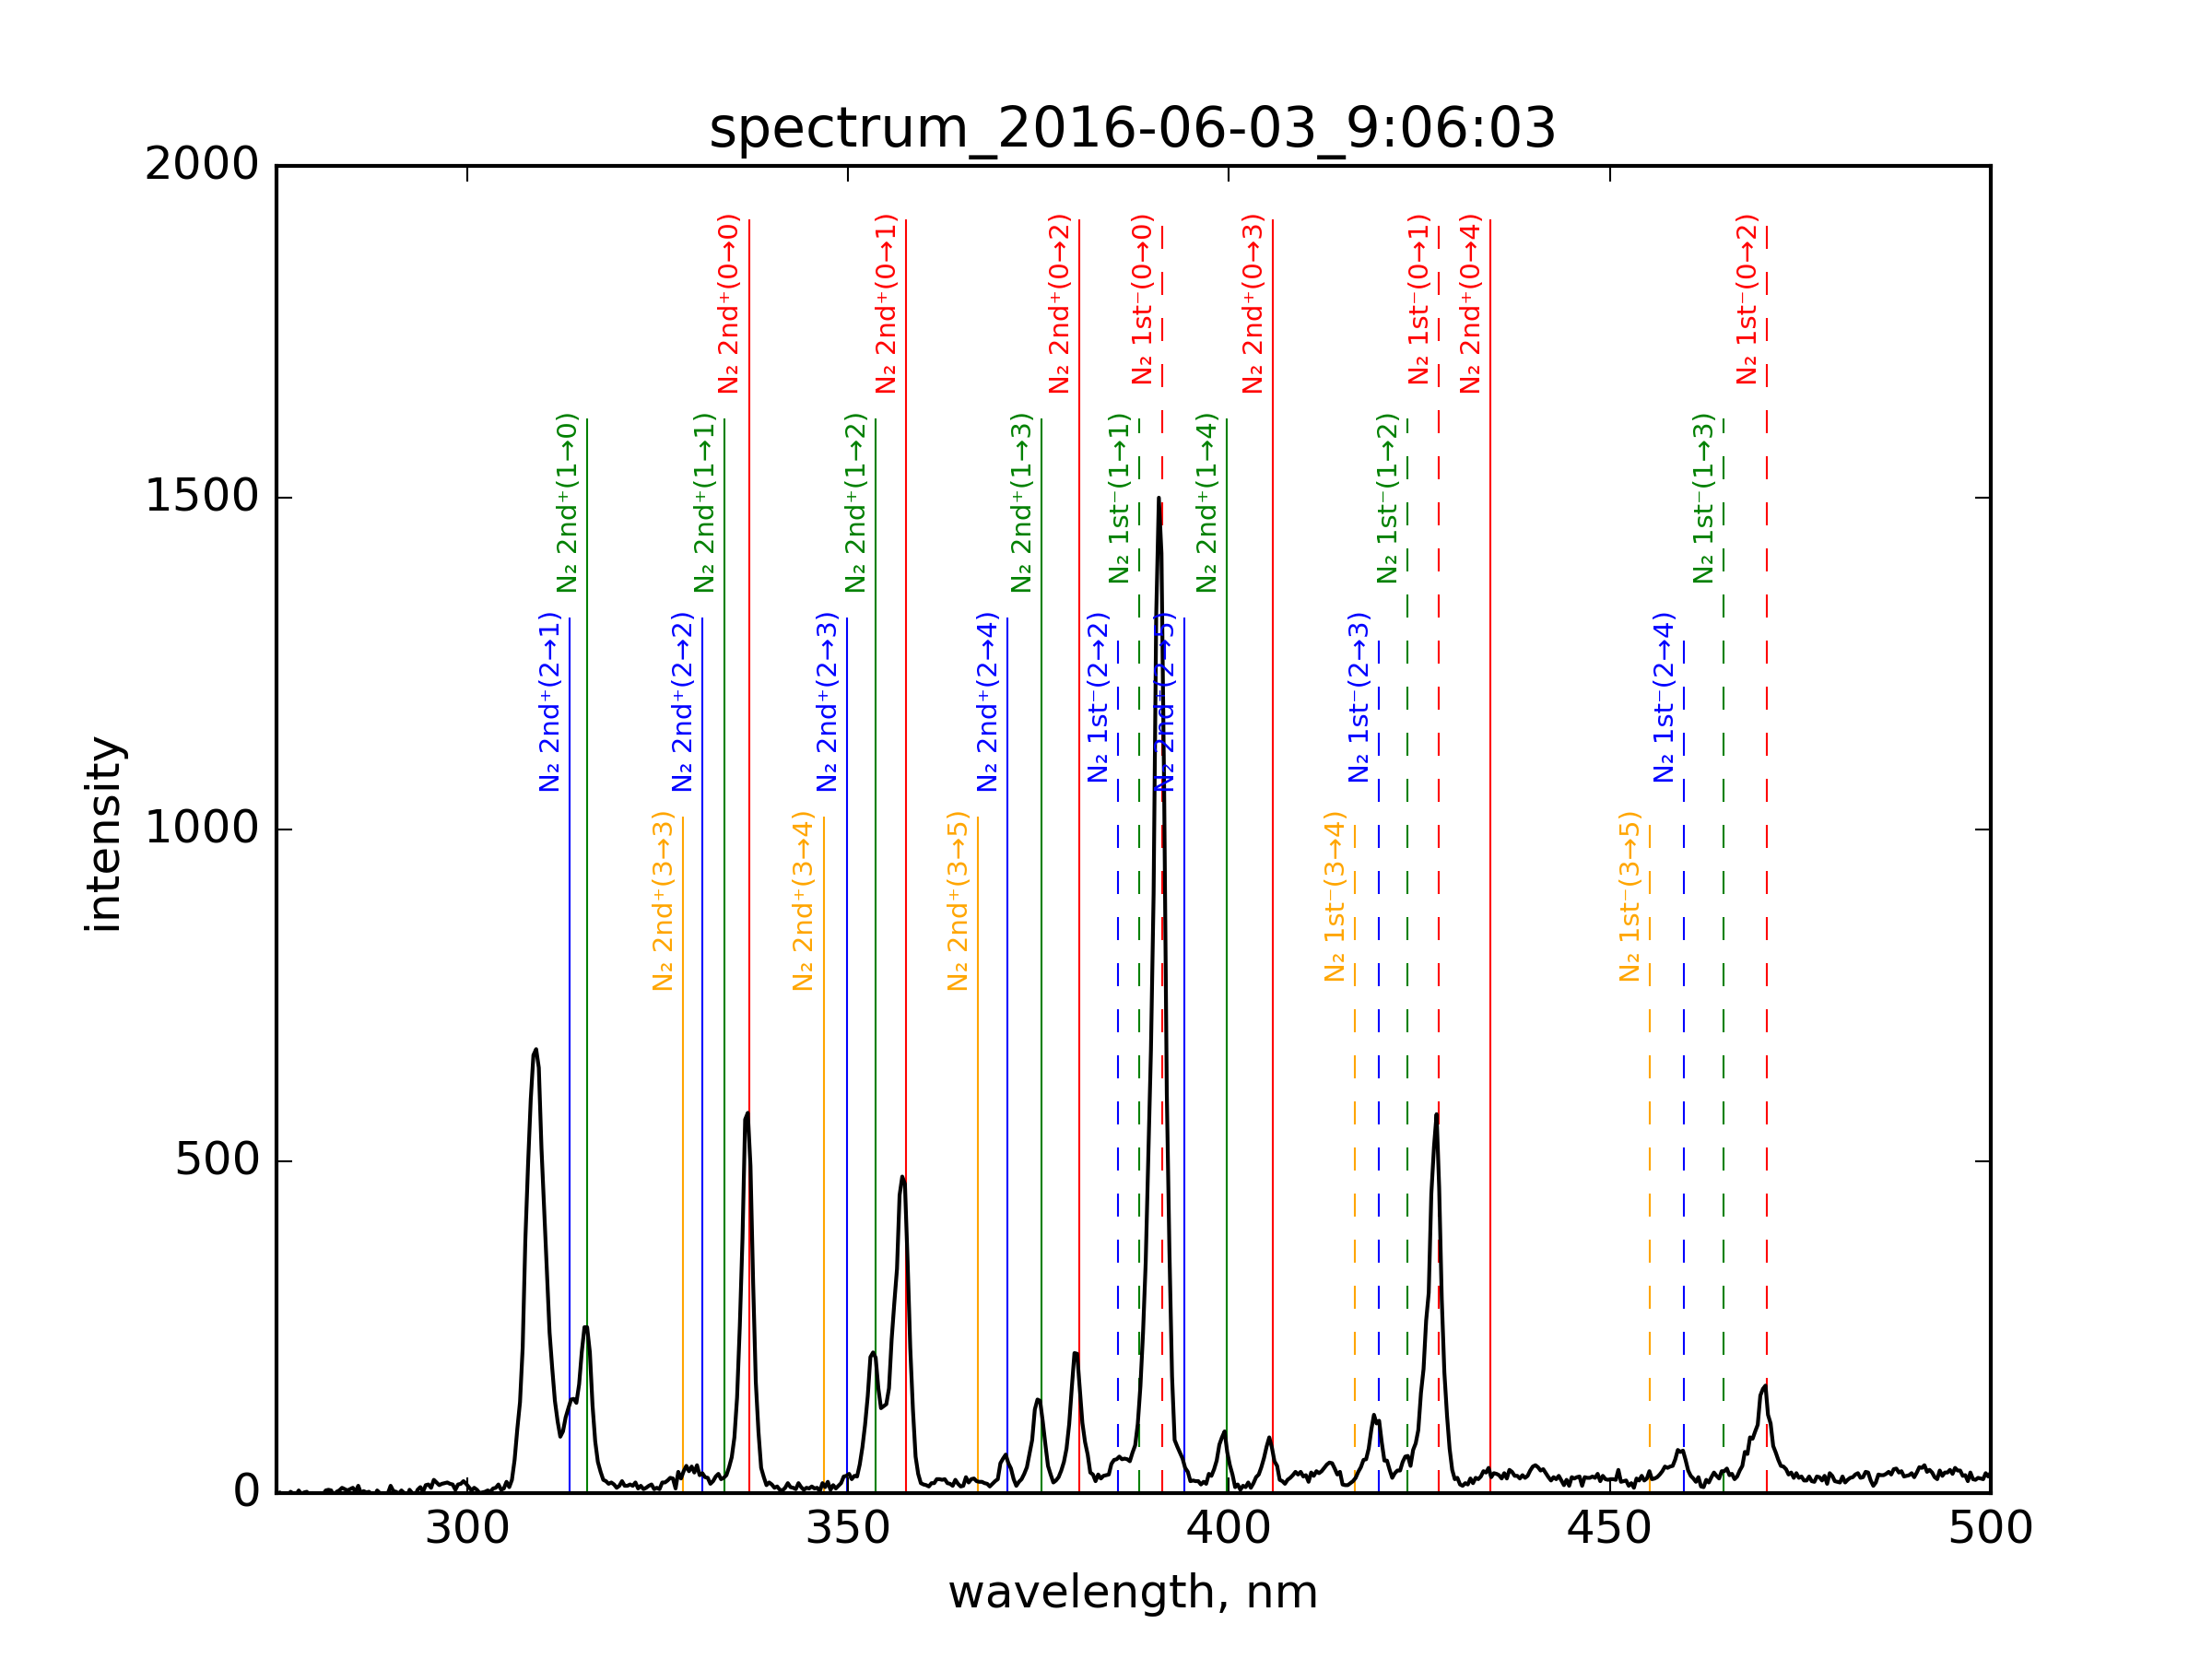 spectrum_2016-06-03_9:06:03
2000
1500
1000
500
0
intensity
N₂ 2nd⁺(0→0)
N₂ 2nd⁺(0→1)
N₂ 2nd⁺(0→2)
N₂ 1st⁻(0→0)
N₂ 2nd⁺(0→3)
N₂ 1st⁻(0→1)
N₂ 2nd⁺(0→4)
N₂ 1st⁻(0→2)
N₂ 2nd⁺(1→0)
N₂ 2nd⁺(1→1)
N₂ 2nd⁺(1→2)
N₂ 2nd⁺(1→3)
N₂ 1st⁻(1→1)
N₂ 2nd⁺(1→4)
N₂ 1st⁻(1→2)
N₂ 1st⁻(1→3)
N₂ 2nd⁺(2→1)
N₂ 2nd⁺(2→2)
N₂ 2nd⁺(2→3)
N₂ 2nd⁺(2→4)
N₂ 1st⁻(2→2)
N₂ 2nd⁺(2→5)
N₂ 1st⁻(2→3)
N₂ 1st⁻(2→4)
N₂ 2nd⁺(3→3)
N₂ 2nd⁺(3→4)
N₂ 2nd⁺(3→5)
N₂ 1st⁻(3→4)
N₂ 1st⁻(3→5)
300
350
400
450
500
wavelength, nm